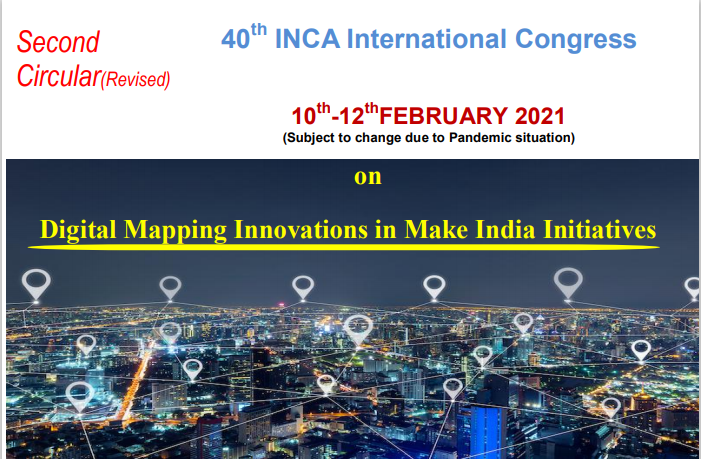 Second
Circular(Revised)
40th INCA International Congress
10th-12thFEBRUARY 2021
(Subject to change due to Pandemic situation)
on
Digital Mapping Innovations in Make India Initiatives